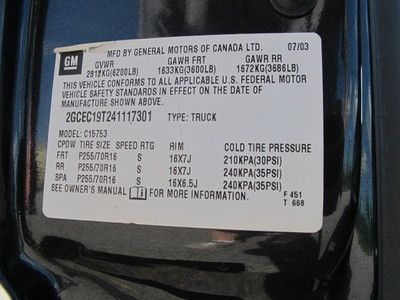 MFD BY GENERAL MOTORS OF CANADA LTD. 07/03
GM
GVWR GAWR FRT GAWR RR
2812KG(6200LB) 1633KG(3600LB) 1672KG(3686LB)
THIS VEHICLE CONFORMS TO ALL APPLICABLE U.S. FEDERAL MOTOR
VEHICLE SAFETY STANDARDS IN EFFECT ON THE
DATE OF MANUFACTURE SHOWN ABOVE.
2GCEC19T241117301 TYPE: TRUCK
MODEL: C15753
CPDW TIRE SIZE SPEED RTG RIM COLD TIRE PRESSURE
FRT P255/70R16 S 16X7J 210KPA(30PSI)
RR P255/70R16 S 16X7J 240KPA(35PSI)
SPA P255/70R16 S 16X6.5J 240KPA(35PSI)
SEE OWNER'S MANUAL FOR MORE INFORMATION.
F 451
T 668